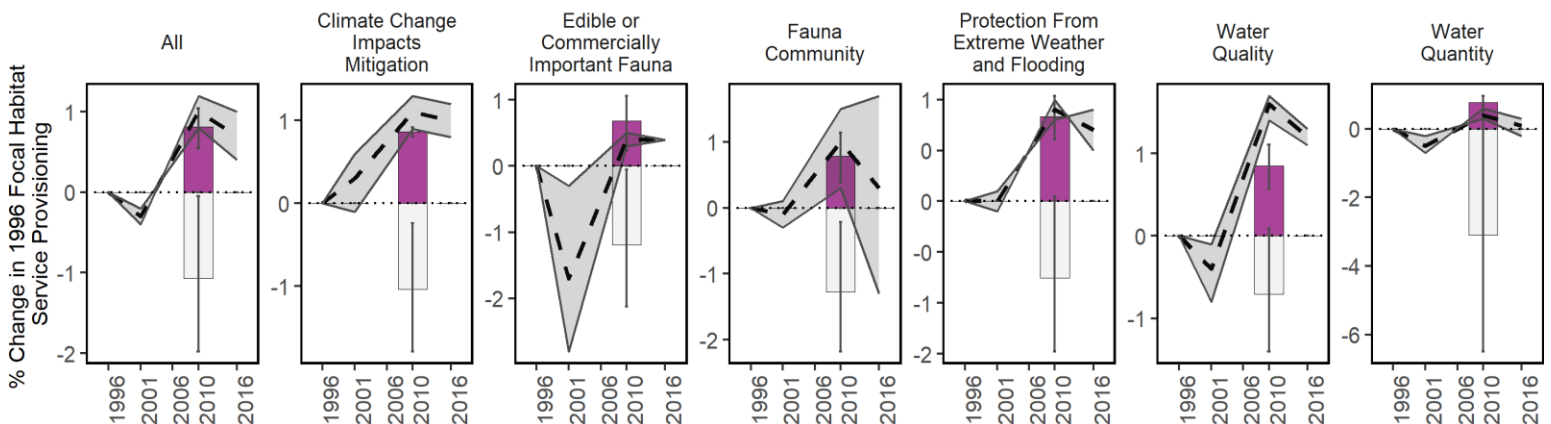 All
Climate Change
Impacts
Mitigation
Edible or
Commercially
Important Fauna
Fauna
Community
Protection From
Extreme Weather
and Flooding
Water
Quality
Water
Quantity
% Change in 1996 Focal Habitat
Service Provisioning
1
0
-1
-2
1
0
-1
1
0
-1
-2
1
0
-1
-2
1
0
0
-0
-1
-2
1
0
-1
0
-2
-4
-6
1996 2001 2006 2010 2016
1996 2001 2006 2010 2016
1996 2001 2006 2010 2016
1996 2001 2006 2010 2016
1996 2001 2006 2010 2016
1996 2001 2006 2010 2016
1996 2001 2006 2010 2016